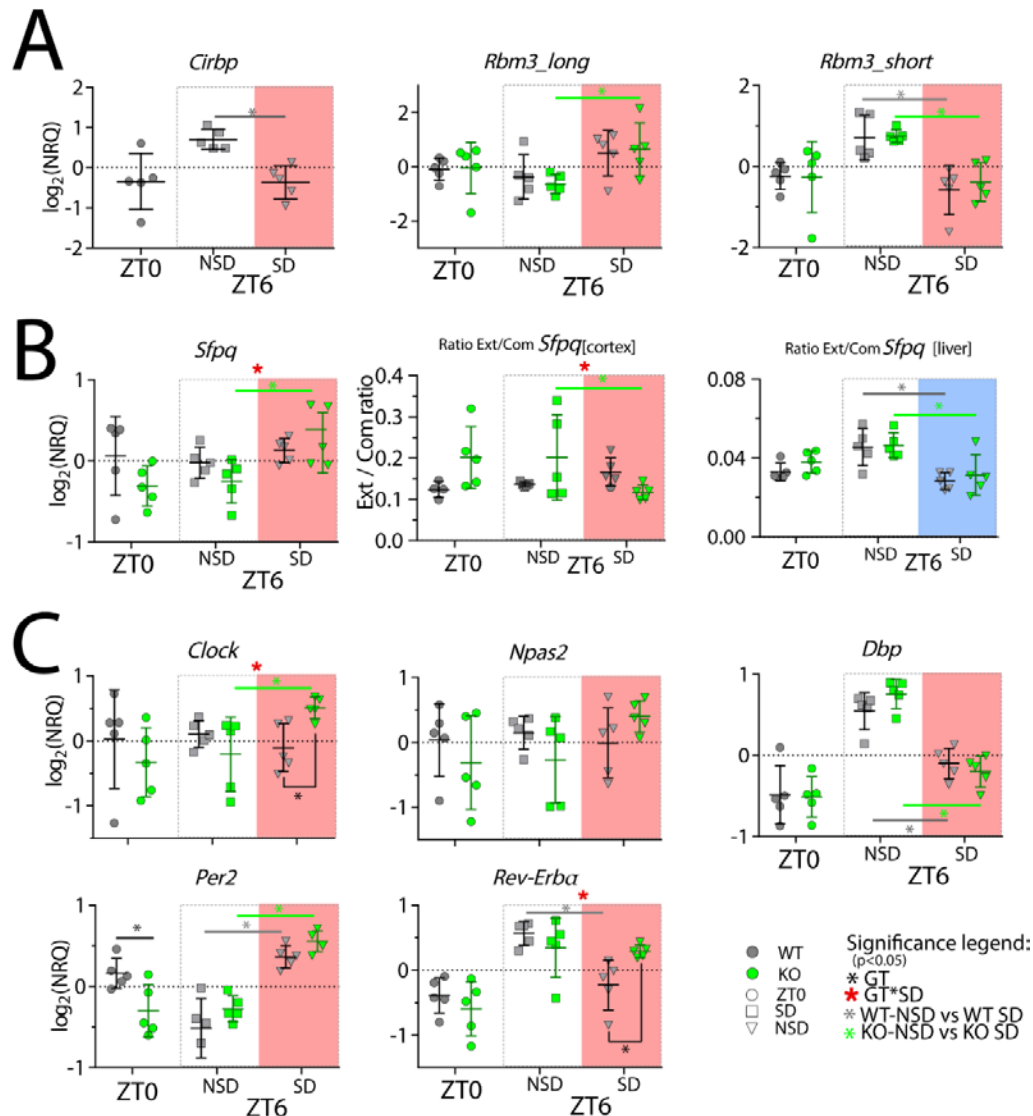 A
Cirbp
Rbm3_long
Rbm3_short
log2(NRQ)
2
1
0
-1
-2
*
ZT0
NSD
SD
ZT6
2
0
-2
*
ZT0
NSD
SD
ZT6
2
1
0
-1
-2
*
*
ZT0
NSD
SD
ZT6
B
Sfpq
Ratio Ext/Com Sfpq[cortex]
Ratio Ext/Com Sfpq [liver]
log2(NRQ)
1
0
-1
*
*
ZT0
NSD
SD
ZT6
Ext / Com ratio
0.4
0.3
0.2
0.1
0.0
*
*
ZT0
NSD
SD
ZT6
0.08
0.04
0.00
*
*
ZT0
NSD
SD
ZT6
C
Clock
Npas2
Dbp
log2(NRQ)
1
0
-1
*
*
*
1
0
-1
1
0
-1
*
*
ZT0
NSD
SD
ZT6
Per2
Rev-Erbα
log2(NRQ)
1
0
-1
*
*
*
ZT0
NSD
SD
ZT6
1
0
-1
*
*
*
ZT0
NSD
SD
ZT6
WT
KO
ZT0
SD
NSD
Significance legend:
(p<0.05)
* GT
* GT*SD
* WT-NSD vs WT SD
* KO-NSD vs KO SD